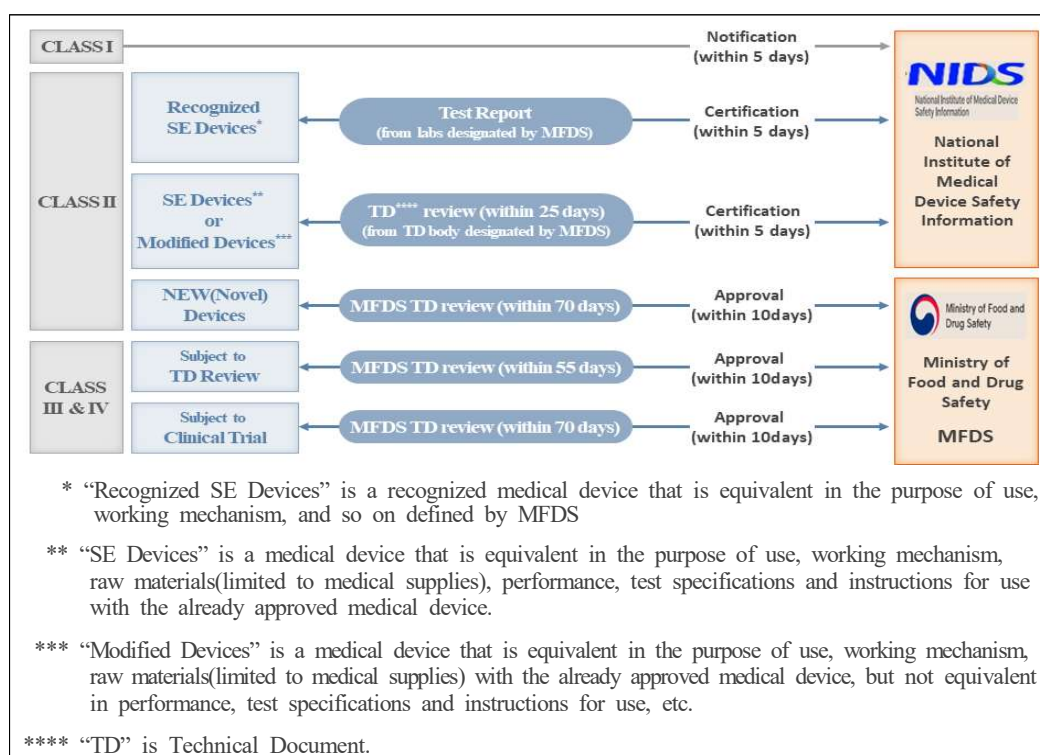 CLASS I
Notification
(within 5 days)
NIDS
National Institute of Medical Device
Safety Information
National
Institute of
Medical
Device Safety
Information
CLASS II
Recognized
SE Devices*
Test Report
(from labs designated by MFDS)
Certification
(within 5 days)
SE Devices**
or
Modified Devices***
TD**** review (within 25 days)
(from TD body designated by MFDS)
Certification
(within 5 days)
NEW(Novel)
Devices
MFDS TD review (within 70 days)
Approval
(within 10days)
Ministry of Food and
Drug Safety
Ministry of
Food and Drug
Safety
MFDS
CLASS
III & IV
Subject to
TD Review
MFDS TD review (within 55 days)
Approval
(within 10days)
Subject to
Clinical Trial
MFDS TD review (within 70 days)
Approval
(within 10days)
* “Recognized SE Devices” is a recognized medical device that is equivalent in the purpose of use,
working mechanism, and so on defined by MFDS
** “SE Devices” is a medical device that is equivalent in the purpose of use, working mechanism,
raw materials(limited to medical supplies), performance, test specifications and instructions for use
with the already approved medical device.
*** “Modified Devices” is a medical device that is equivalent in the purpose of use, working mechanism,
raw materials(limited to medical supplies) with the already approved medical device, but not equivalent
in performance, test specifications and instructions for use, etc.
**** “TD” is Technical Document.